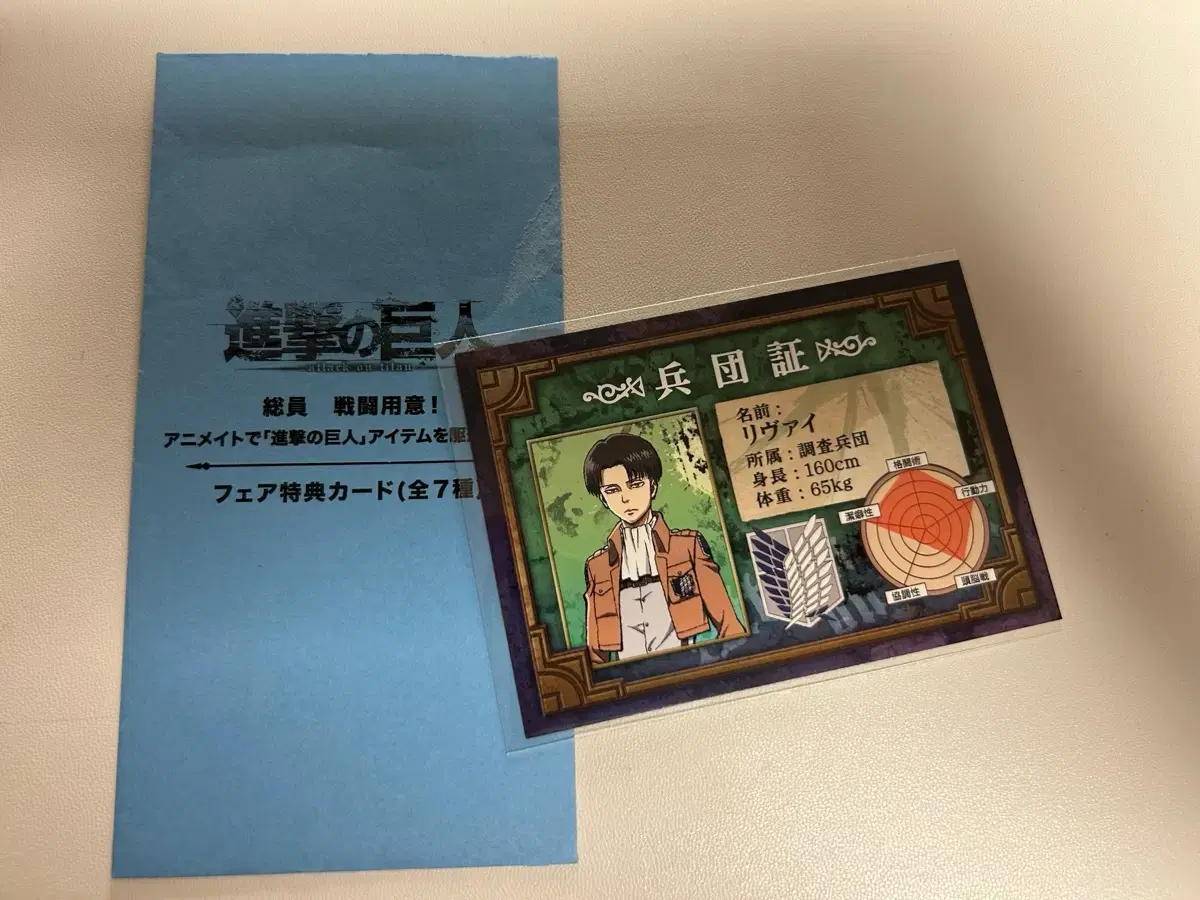 進撃の巨人
attack on titan
総員 戦闘用意!
アニメイトで「進撃の巨人」アイテムを
フェア特典カード(全7種)
兵団証
名前:
リヴァイ
所属:調査兵団
身長:160cm
体重:65kg
格闘術
行動力
潔癖性
頭脳戦
協調性